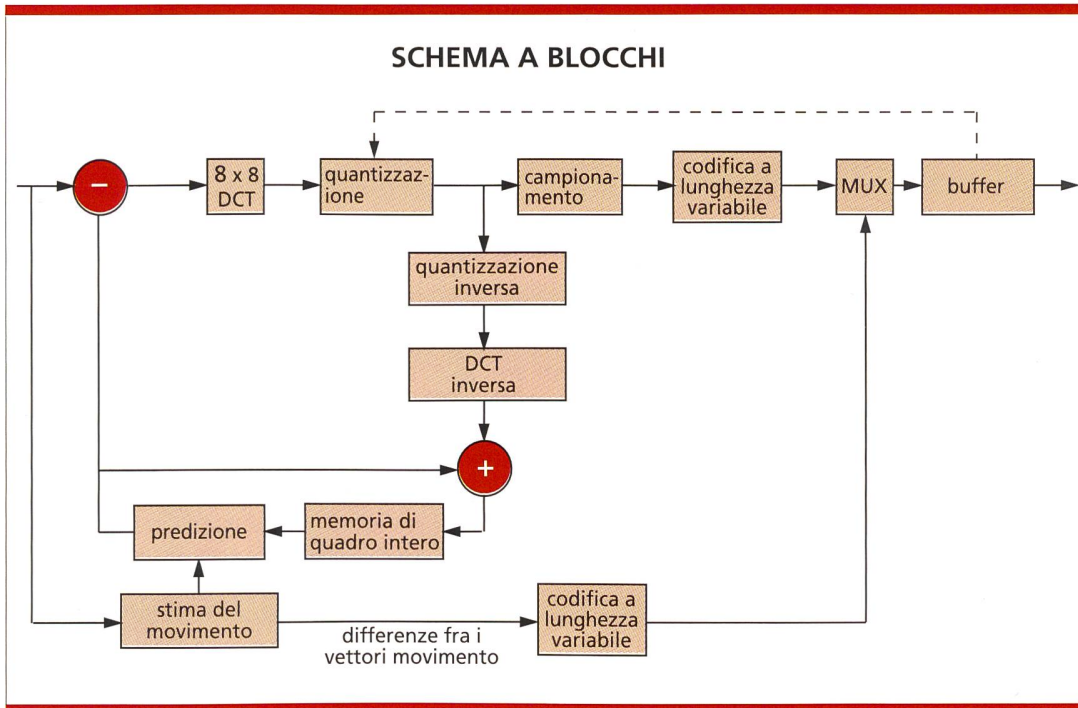 SCHEMA A BLOCCHI
−
8 x 8
DCT
quantizzaz-
ione
campiona-
mento
codifica a
lunghezza
variabile
MUX
buffer
quantizzazione
inversa
DCT
inversa
+
predizione
memoria di
quadro intero
stima del
movimento
differenze fra i
vettori movimento
codifica a
lunghezza
variabile